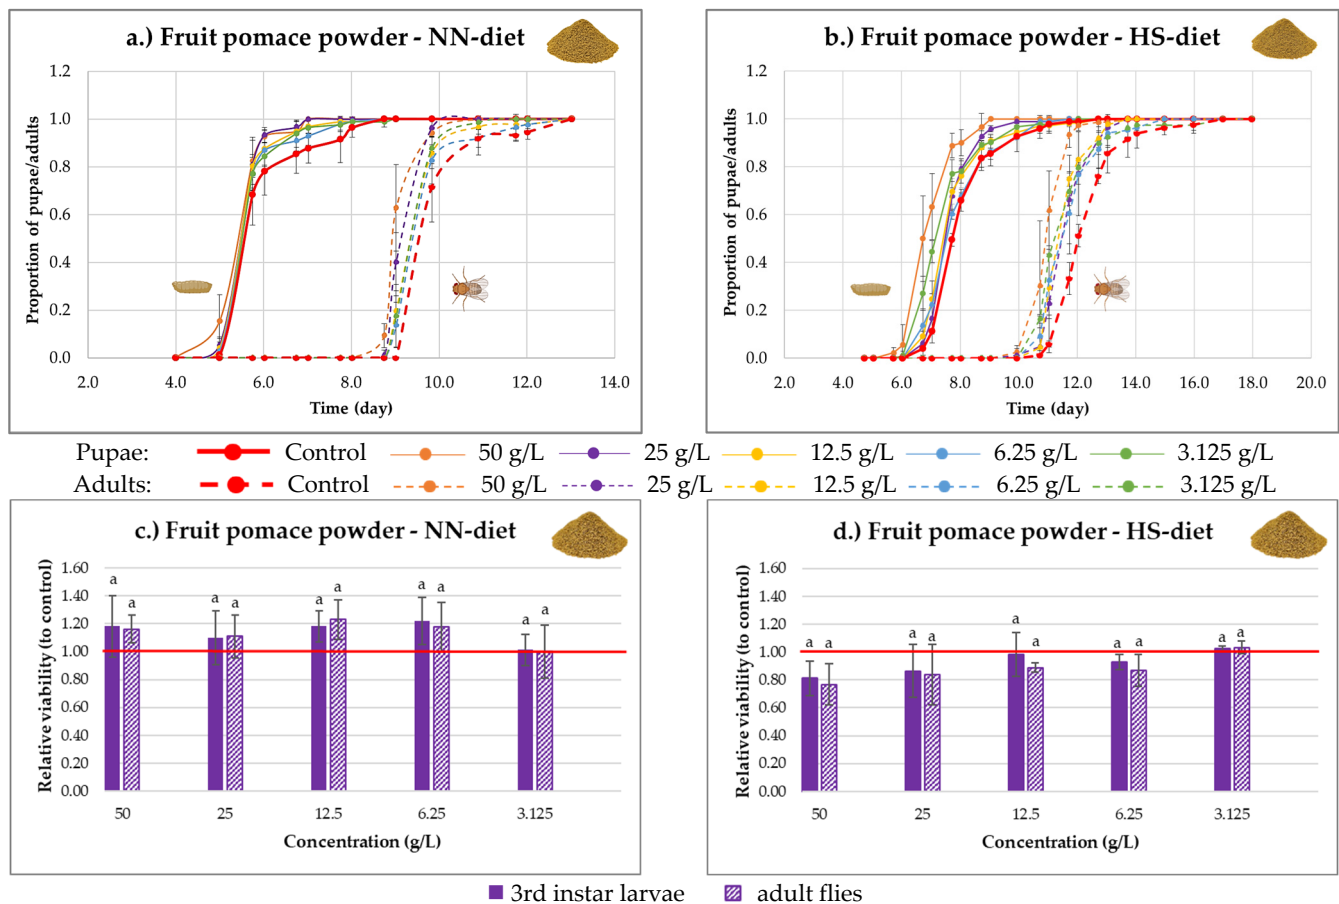 a.) Fruit pomace powder - NN-diet
1.2
1.0
0.8
0.6
0.4
0.2
0.0
Proportion of pupae/adults
2.0 4.0 6.0 8.0 10.0 12.0 14.0
Time (day)
b.) Fruit pomace powder - HS-diet
1.2
1.0
0.8
0.6
0.4
0.2
0.0
Proportion of pupae/adults
2.0 4.0 6.0 8.0 10.0 12.0 14.0 16.0 18.0 20.0
Time (day)
Pupae: Control 50 g/L 25 g/L 12.5 g/L 6.25 g/L 3.125 g/L
Adults: Control 50 g/L 25 g/L 12.5 g/L 6.25 g/L 3.125 g/L
c.) Fruit pomace powder - NN-diet
1.60
1.40
1.20
1.00
0.80
0.60
0.40
0.20
0.00
Relative viability (to control)
a a a a a a a a a a
50 25 12.5 6.25 3.125
Concentration (g/L)
d.) Fruit pomace powder - HS-diet
1.60
1.40
1.20
1.00
0.80
0.60
0.40
0.20
0.00
Relative viability (to control)
a a a a a a a a a a
50 25 12.5 6.25 3.125
Concentration (g/L)
3rd instar larvae adult flies